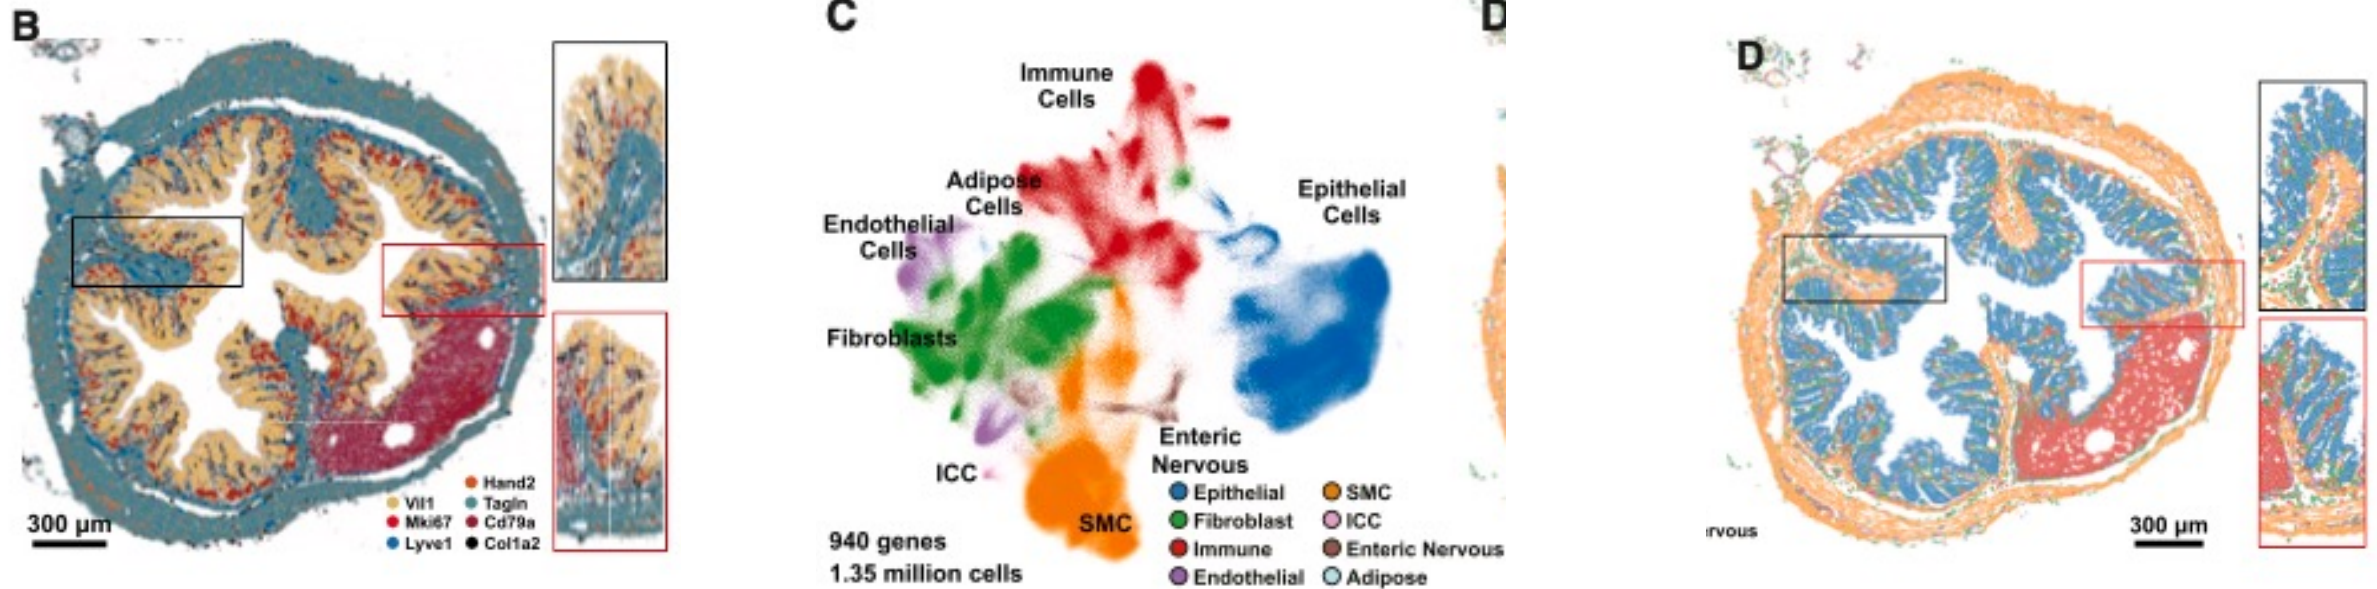 B
Hand2
Vil1 Tagln
Mki67 Cd79a
Lyve1 Col1a2
300 µm
C
D
Immune
Cells
Adipose
Cells
Epithelial
Cells
Endothelial
Cells
Fibroblasts
Enteric
Nervous
ICC
SMC
940 genes
1.35 million cells
Epithelial SMC
Fibroblast ICC
Immune Enteric Nervous
Endothelial Adipose
D
rvous
300 µm